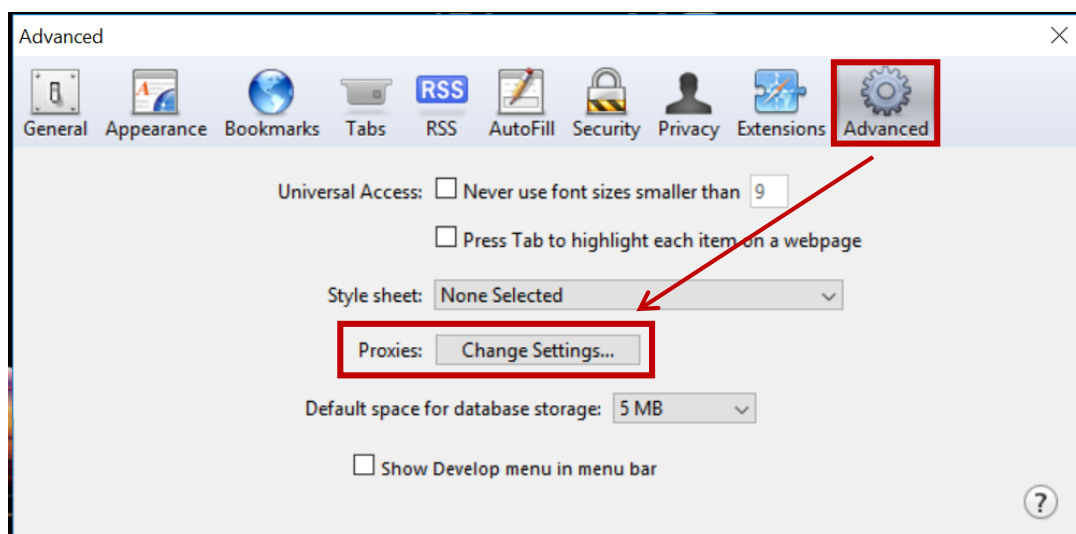 Advanced
RSS
General Appearance Bookmarks Tabs RSS AutoFill Security Privacy Extensions Advanced
Universal Access: Never use font sizes smaller than 9
Press Tab to highlight each item on a webpage
Style sheet: None Selected
Proxies: Change Settings...
Default space for database storage: 5 MB
Show Develop menu in menu bar
?